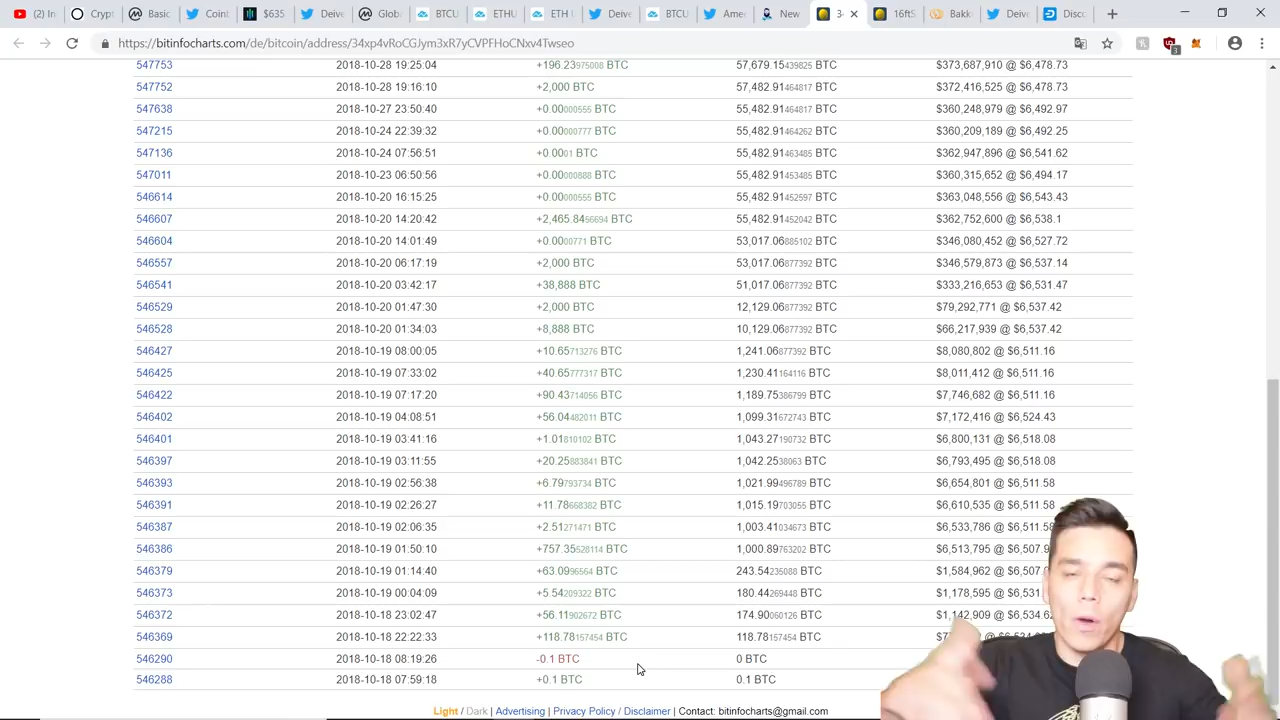 (2) In
Crypt
Basic
Coinb
$635
Deive
Globa
BTCU
ETHU
ETH U
Deive
BTCU
Ameri
New
34
16ftS
Bakk
Deive
Disco
https://bitinfocharts.com/de/bitcoin/address/34xp4vRoCGJym3xR7yCVPFHoCNxv4Twseo
547753 2018-10-28 19:25:04 +196.23975008 BTC 57,679.15439825 BTC $373,687,910 @ $6,478.73
547752 2018-10-28 19:16:10 +2,000 BTC 57,482.91464817 BTC $372,416,525 @ $6,478.73
547638 2018-10-27 23:50:40 +0.00000555 BTC 57,482.91464817 BTC $360,248,979 @ $6,492.97
547215 2018-10-24 22:39:32 +0.00000777 BTC 55,482.91464262 BTC $360,209,189 @ $6,492.25
547136 2018-10-24 07:56:51 +0.0001 BTC 55,482.91463485 BTC $362,947,896 @ $6,541.62
547011 2018-10-23 06:50:56 +0.00000888 BTC 55,482.91453485 BTC $360,315,652 @ $6,494.17
546614 2018-10-20 16:15:25 +0.00000555 BTC 55,482.91452597 BTC $363,048,556 @ $6,543.43
546607 2018-10-20 14:20:42 +2,465.8456694 BTC 55,482.91452042 BTC $362,752,600 @ $6,538.1
546604 2018-10-20 14:01:49 +0.0000771 BTC 53,017.06885102 BTC $346,080,452 @ $6,527.72
546557 2018-10-20 06:17:19 +2,000 BTC 53,017.06877392 BTC $346,579,873 @ $6,537.14
546541 2018-10-20 03:42:17 +38,888 BTC 51,017.06877392 BTC $333,216,653 @ $6,531.47
546529 2018-10-20 01:47:30 +2,000 BTC 12,129.06877392 BTC $79,292,771 @ $6,537.42
546528 2018-10-20 01:34:03 +8,888 BTC 10,129.06877392 BTC $66,217,939 @ $6,537.42
546427 2018-10-19 08:00:05 +10.65713276 BTC 1,241.06877392 BTC $8,080,802 @ $6,511.16
546425 2018-10-19 07:33:02 +40.65777317 BTC 1,230.41164116 BTC $8,011,412 @ $6,511.16
546422 2018-10-19 07:17:20 +90.43714056 BTC 1,189.75386799 BTC $7,746,682 @ $6,511.16
546402 2018-10-19 04:08:51 +56.04482011 BTC 1,099.31672743 BTC $7,172,416 @ $6,524.43
546401 2018-10-19 03:41:16 +1.01810102 BTC 1,043.27190732 BTC $6,800,131 @ $6,518.08
546397 2018-10-19 03:11:55 +20.25883841 BTC 1,042.2538063 BTC $6,793,495 @ $6,518.08
546393 2018-10-19 02:56:38 +6.79793734 BTC 1,021.99496789 BTC $6,654,801 @ $6,511.58
546391 2018-10-19 02:26:27 +11.78668382 BTC 1,015.19703055 BTC $6,610,535 @ $6,511.58
546387 2018-10-19 02:06:35 +2.51271471 BTC 1,003.41034673 BTC $6,533,786 @ $6,511.58
546386 2018-10-19 01:50:10 +757.35528114 BTC 1,000.89763202 BTC $6,513,795 @ $6,507.9
546379 2018-10-19 01:14:40 +63.0996564 BTC 243.54235088 BTC $1,584,962 @ $6,507.
546373 2018-10-19 00:04:09 +5.54209322 BTC 180.44269448 BTC $1,178,595 @ $6,531
546372 2018-10-18 23:02:47 +56.11902672 BTC 174.90060126 BTC $1,142,909 @ $6,534.62
546369 2018-10-18 22:22:33 +118.78157454 BTC 118.78157454 BTC
546290 2018-10-18 08:19:26 -0.1 BTC 0 BTC
546288 2018-10-18 07:59:18 +0.1 BTC 0.1 BTC
Light / Dark | Advertising | Privacy Policy / Disclaimer | Contact: bitinfocharts@gmail.com